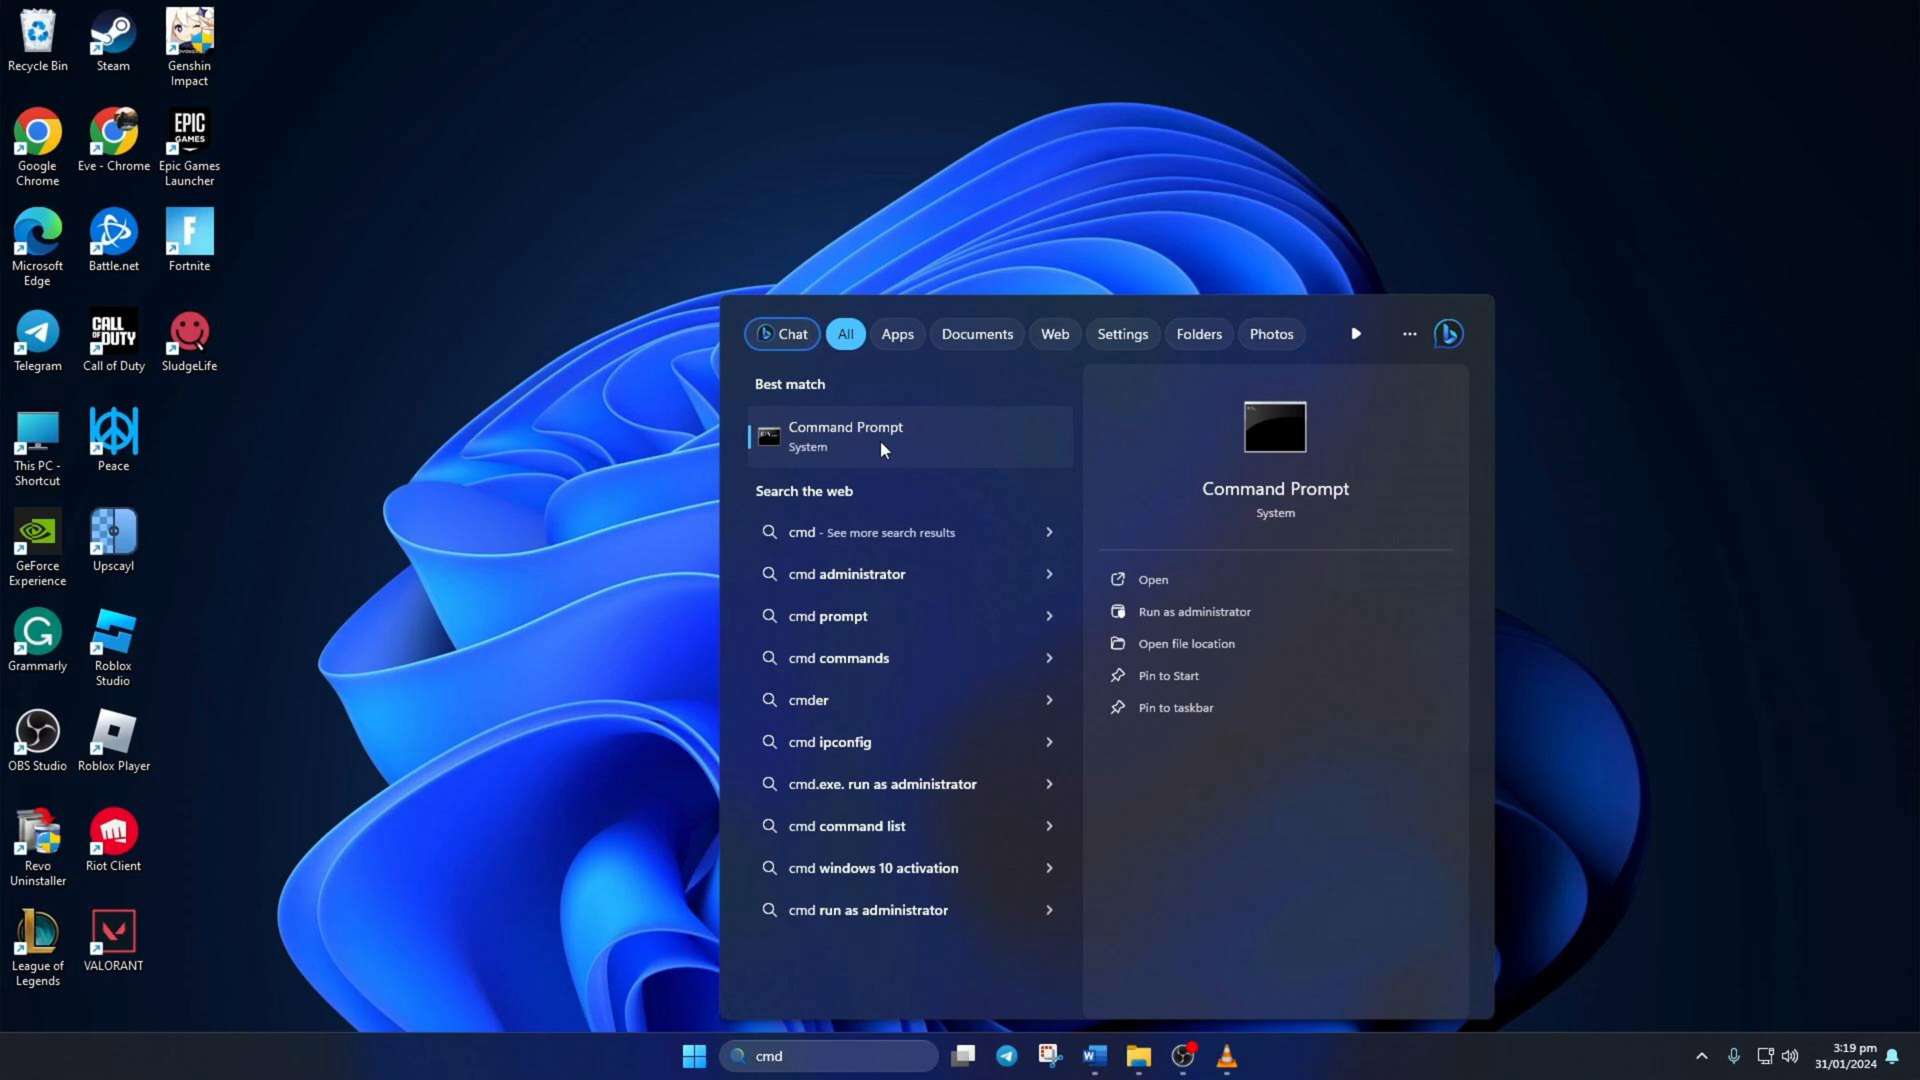 Recycle Bin
Steam
Genshin
Impact
Google
Chrome
Eve - Chrome
EPIC
GAMES
Epic Games
Launcher
Microsoft
Edge
Battle.net
F
Fortnite
Telegram
CALL
OF DUTY
Call of Duty
SludgeLife
This PC -
Shortcut
Peace
GeForce
Experience
Upscayl
Grammarly
Roblox
Studio
OBS Studio
Roblox Player
Revo
Uninstaller
Riot Client
League of
Legends
VALORANT
Chat
All
Apps
Documents
Web
Settings
Folders
Photos
Best match
Command Prompt
System
Search the web
cmd - See more search results
cmd administrator
cmd prompt
cmd commands
cmder
cmd ipconfig
cmd.exe. run as administrator
cmd command list
cmd windows 10 activation
cmd run as administrator
Command Prompt
System
Open
Run as administrator
Open file location
Pin to Start
Pin to taskbar
cmd
W
3:19 pm
31/01/2024